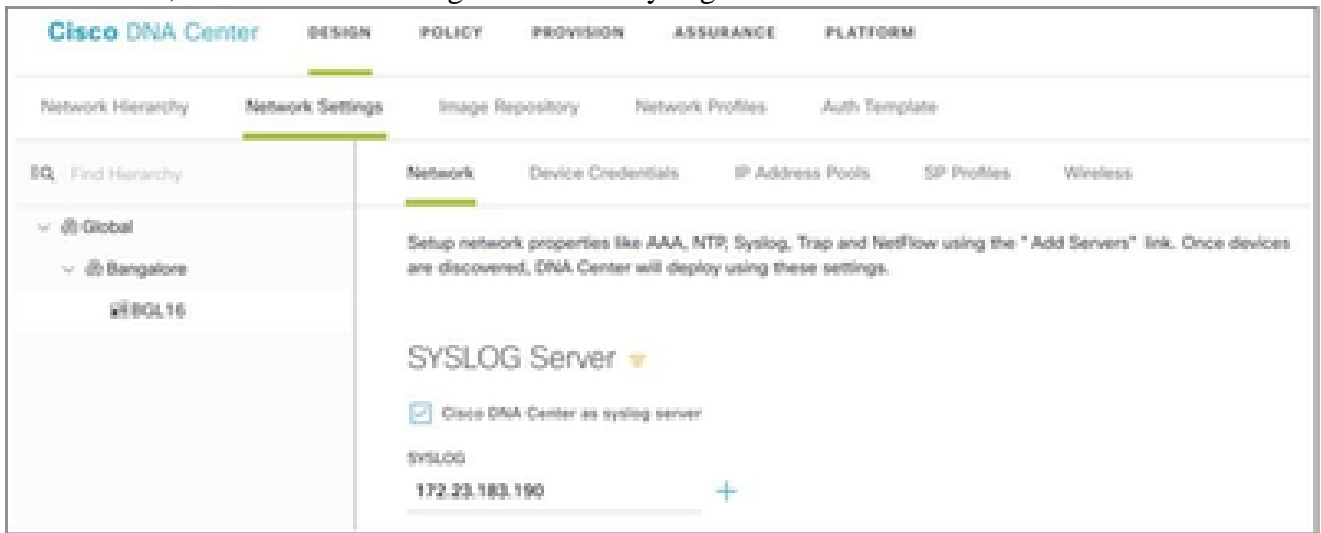 Cisco DNA Center DESIGN POLICY PROVISION ASSURANCE PLATFORM
Network Hierarchy Network Settings Image Repository Network Profiles Auth Template
Find Hierarchy
Network Device Credentials IP Address Pools SP Profiles Wireless
Global
Bangalore
BGL16
Setup network properties like AAA, NTP, Syslog, Trap and NetFlow using the "Add Servers" link. Once devices
are discovered, DNA Center will deploy using these settings.
SYSLOG Server
Cisco DNA Center as syslog server
SYSLOG
172.23.183.190